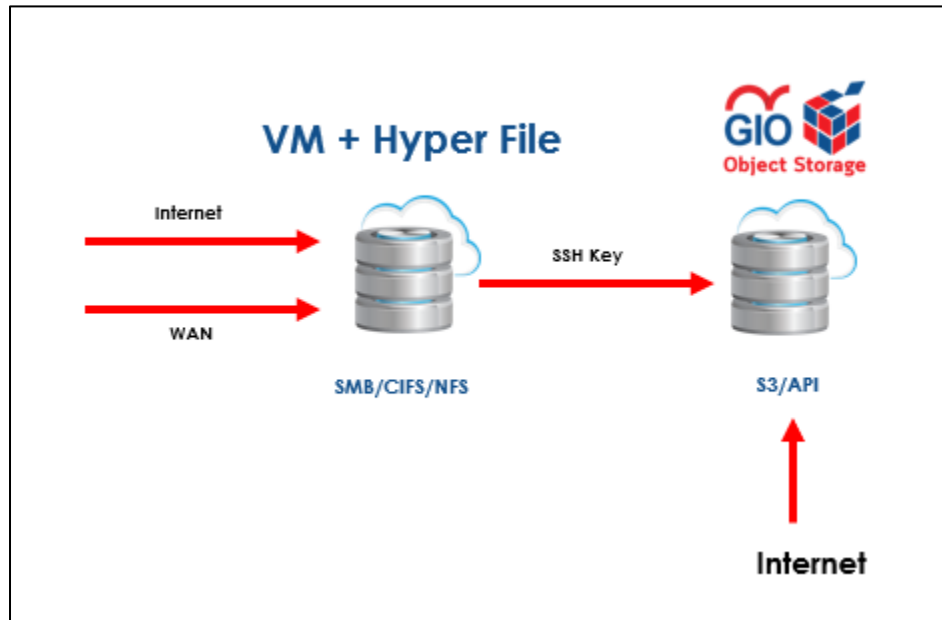 VM + Hyper File
GIO
Object Storage
Internet
SSH Key
WAN
SMB/CIFS/NFS
S3/API
Internet